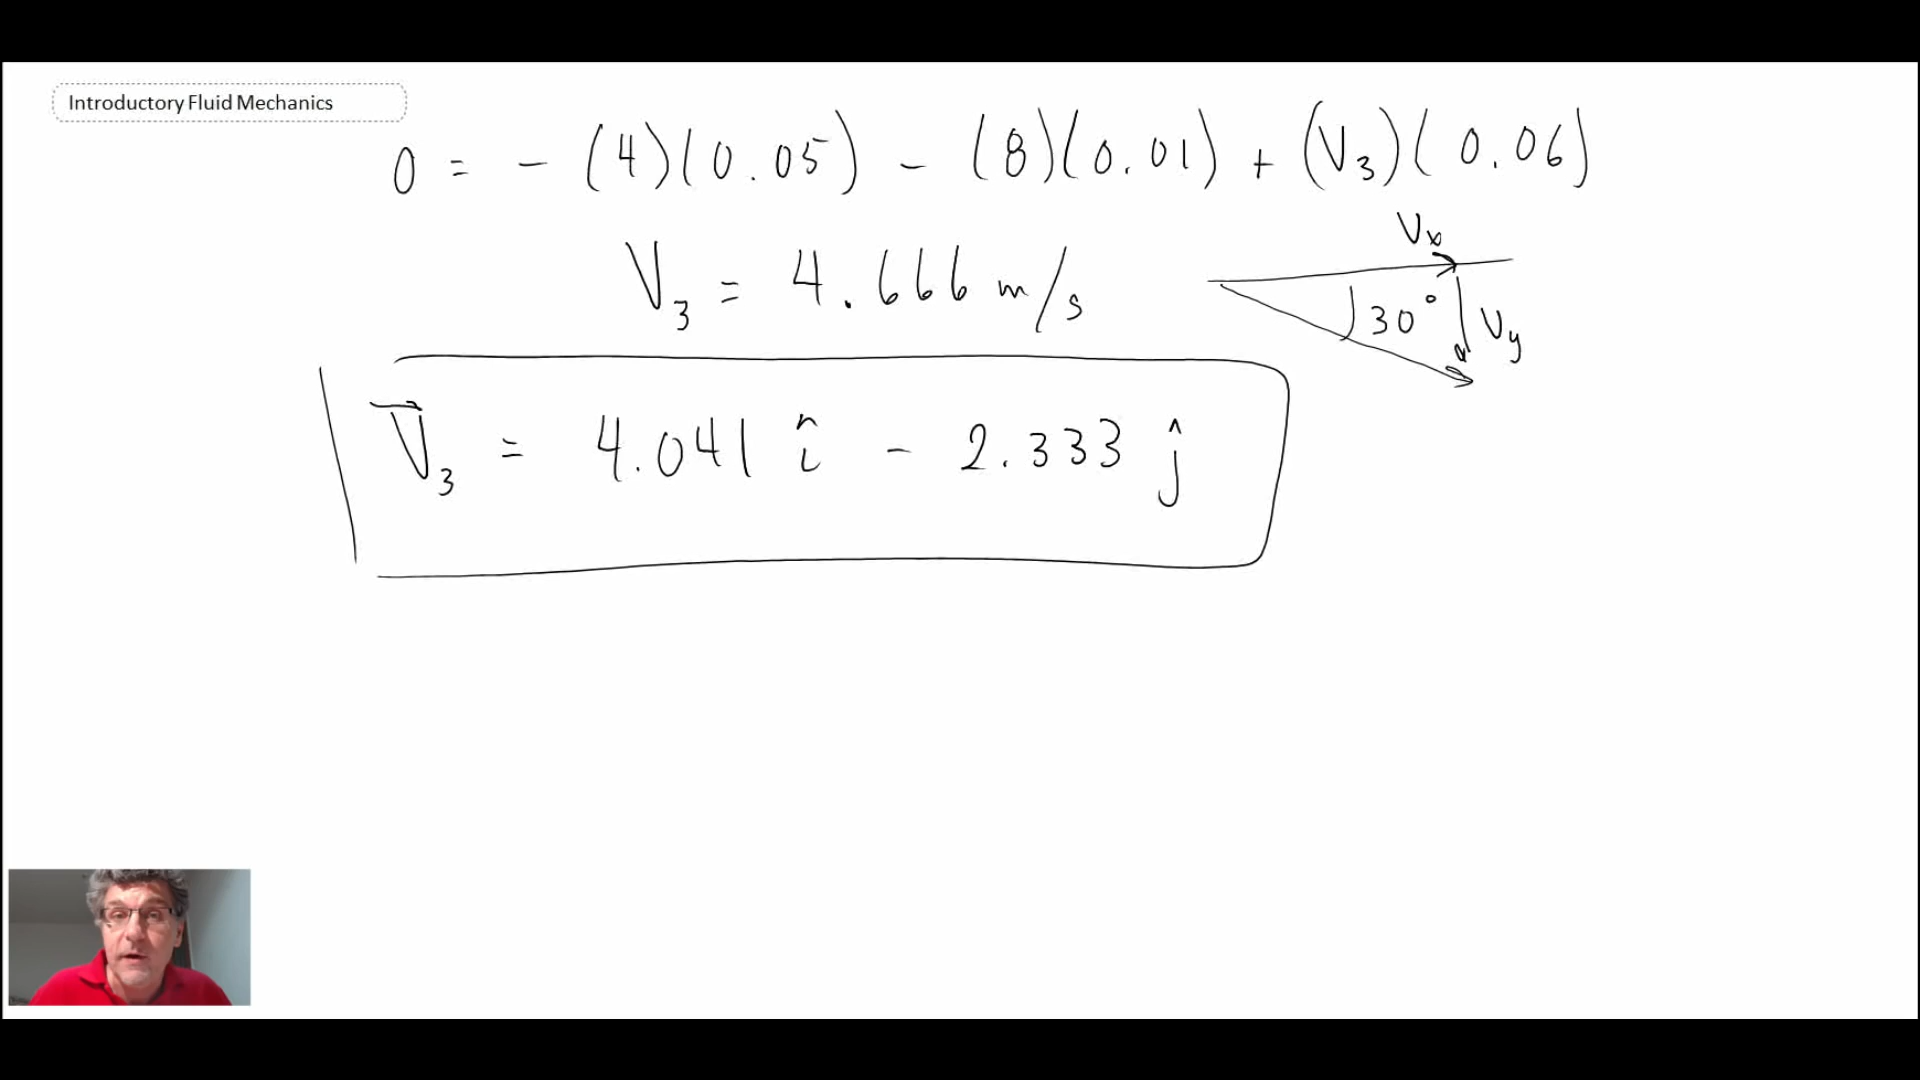 Introductory Fluid Mechanics
0 = - (4)(0.05) - (8)(0.01) + (V₃)(0.06)
Vₓ
V₃ = 4.666 m/s
30°
Vy
V⃗₃ = 4.041 î - 2.333 ĵ